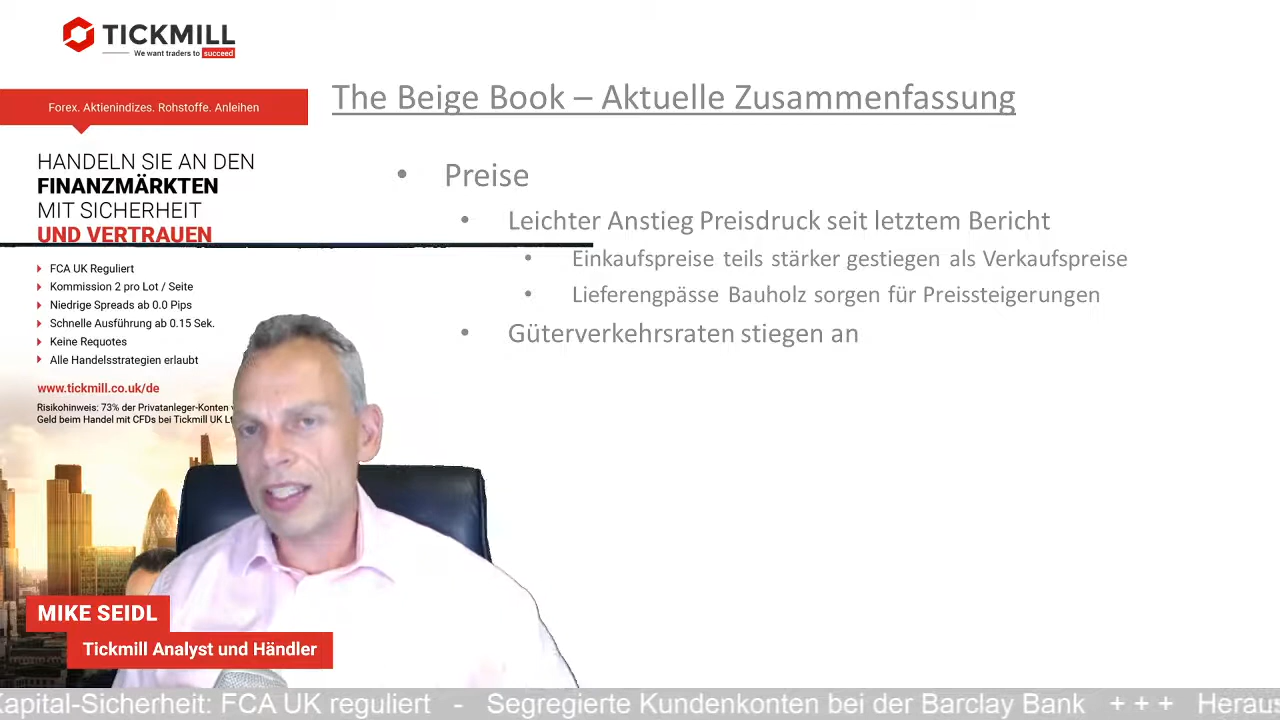 TICKMILL
We want traders to succeed
Forex. Aktienindizes. Rohstoffe. Anleihen
HANDELN SIE AN DEN
FINANZMÄRKTEN
MIT SICHERHEIT
UND VERTRAUEN
FCA UK Reguliert
Kommission 2 pro Lot / Seite
Niedrige Spreads ab 0.0 Pips
Schnelle Ausführung ab 0.15 Sek.
Keine Requotes
Alle Handelsstrategien erlaubt
www.tickmill.co.uk/de
Risikohinweis: 73% der Privatanleger-Konten
Geld beim Handel mit CFDs bei Tickmill UK
The Beige Book – Aktuelle Zusammenfassung
• Preise
• Leichter Anstieg Preisdruck seit letztem Bericht
• Einkaufspreise teils stärker gestiegen als Verkaufspreise
• Lieferengpässe Bauholz sorgen für Preissteigerungen
• Güterverkehrsraten stiegen an
MIKE SEIDL
Tickmill Analyst und Händler
Kapital-Sicherheit: FCA UK reguliert - Segregierte Kundenkonten bei der Barclay Bank + + +